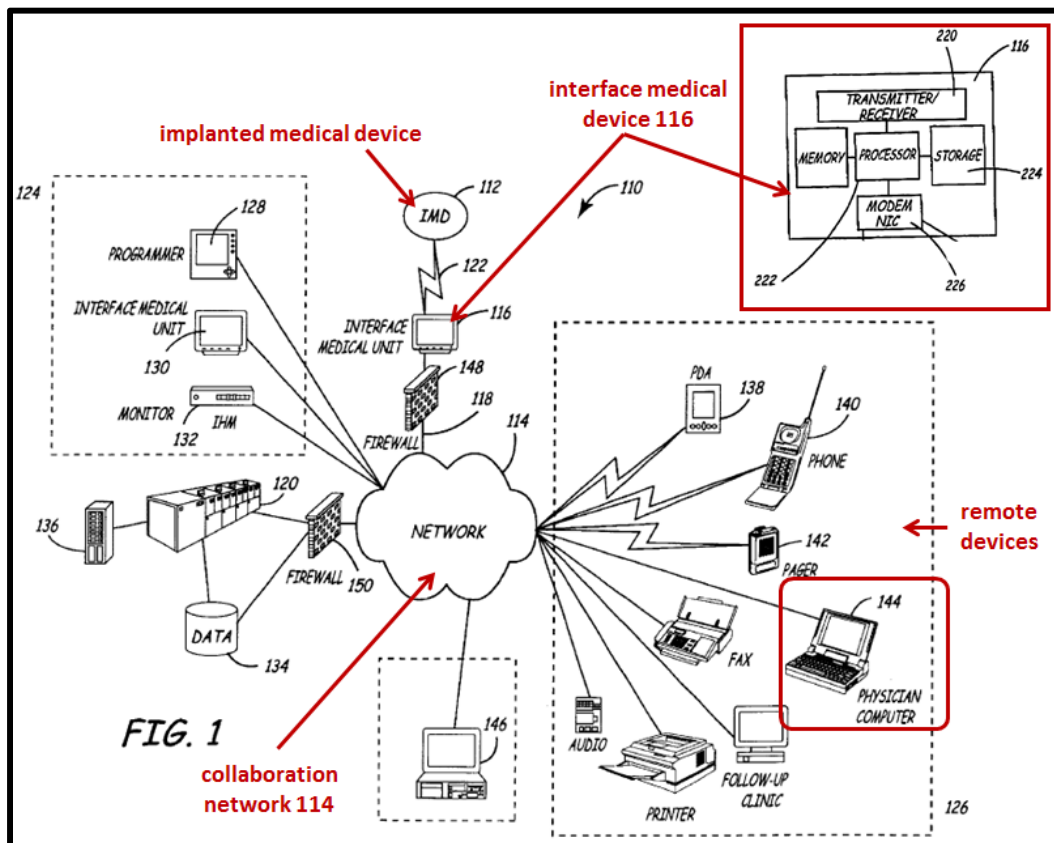 220
116
TRANSMITTER/
RECEIVER
MEMORY
PROCESSOR
STORAGE
224
MODEM
NIC
222
226
interface medical
device 116
implanted medical device
124
128
PROGRAMMER
INTERFACE MEDICAL
UNIT
130
MONITOR
132
IHM
112
IMD
110
122
116
INTERFACE
MEDICAL UNIT
148
118
FIREWALL
114
NETWORK
120
136
FIREWALL
150
DATA
134
PDA
138
140
PHONE
142
PAGER
remote
devices
144
PHYSICIAN
COMPUTER
FAX
AUDIO
PRINTER
FOLLOW-UP
CLINIC
126
146
FIG. 1
collaboration
network 114